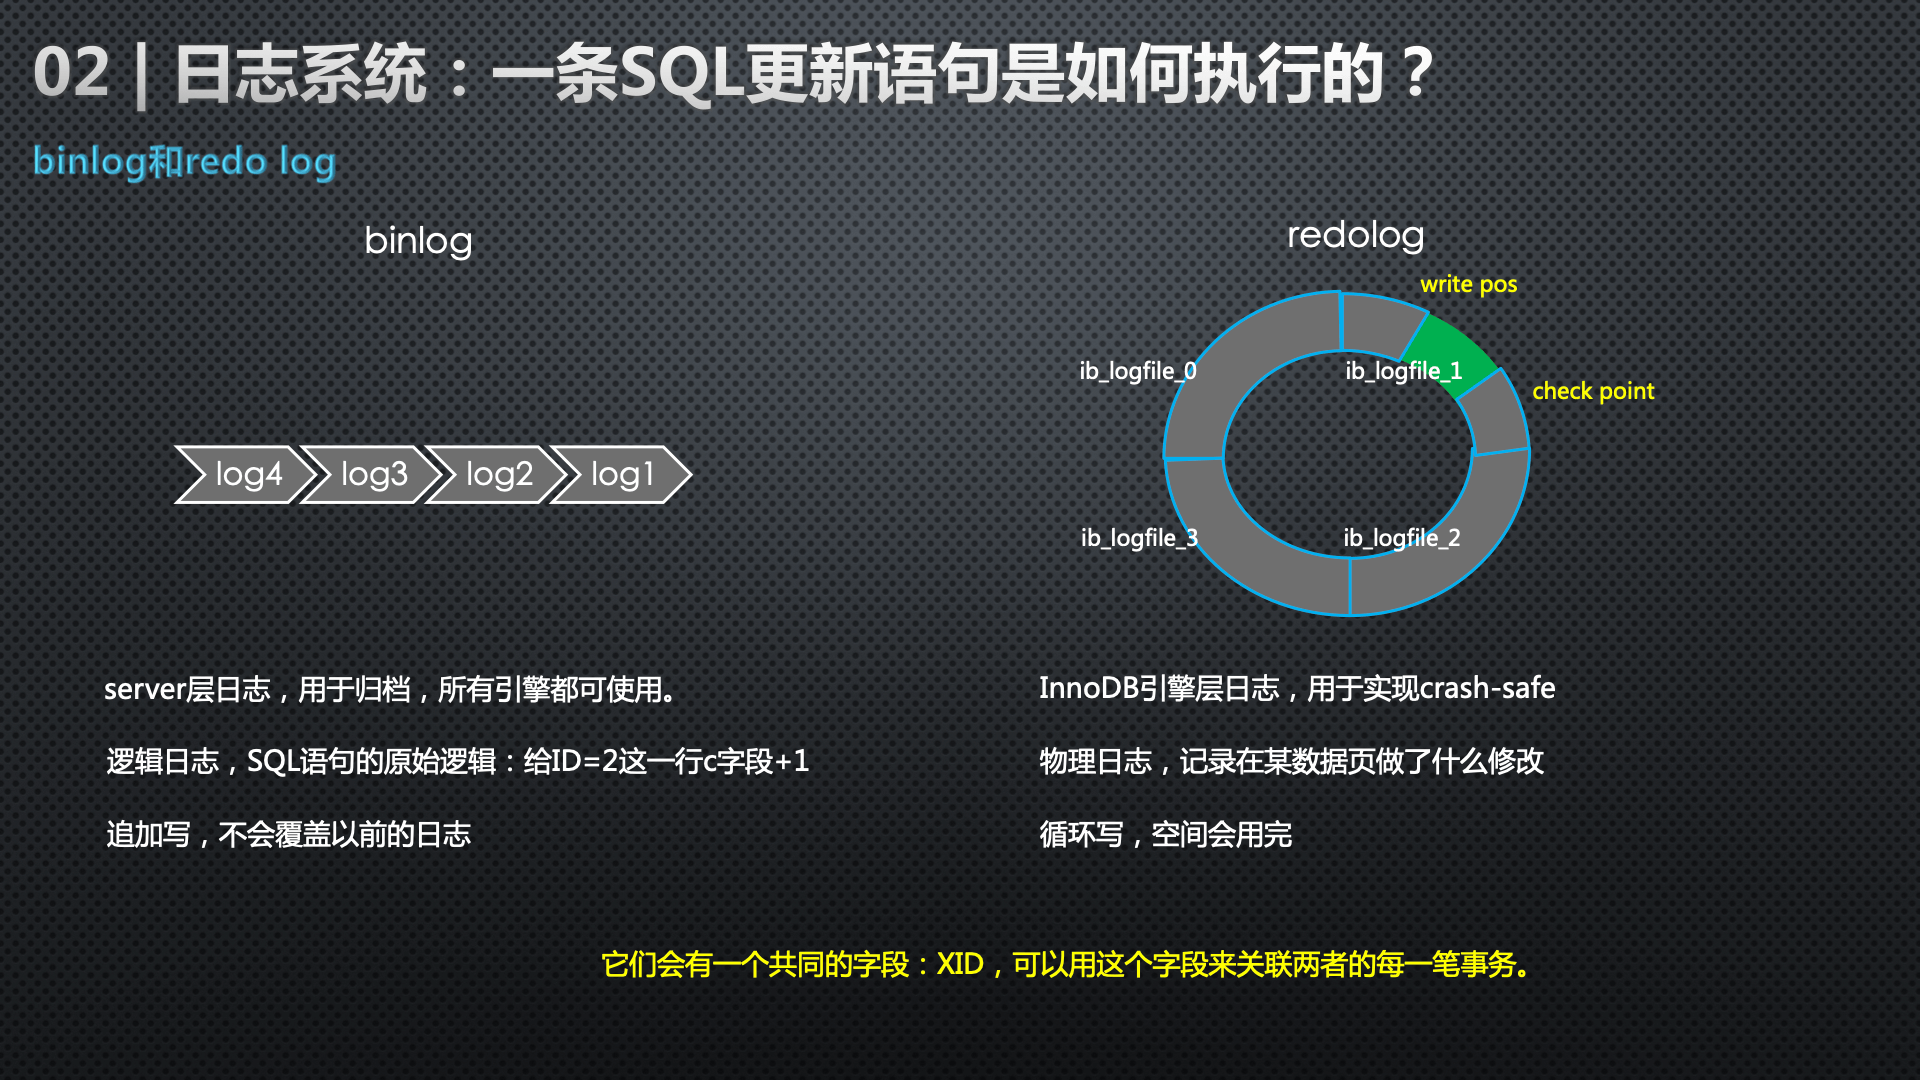 02 | 日志系统：一条SQL更新语句是如何执行的？
binlog和redo log
binlog
log4 log3 log2 log1
server层日志，用于归档，所有引擎都可使用。
逻辑日志，SQL语句的原始逻辑：给ID=2这一行c字段+1
追加写，不会覆盖以前的日志
redolog
write pos
ib_logfile_0 ib_logfile_1
check point
ib_logfile_3 ib_logfile_2
InnoDB引擎层日志，用于实现crash-safe
物理日志，记录在某数据页做了什么修改
循环写，空间会用完
它们会有一个共同的字段：XID，可以用这个字段来关联两者的每一笔事务。